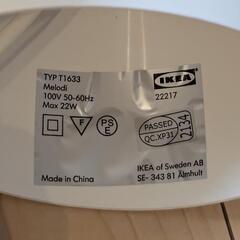 TYP T1633
Melodi
100V 50-60Hz
Max 22W
IKEA
22217
F
PS
E
PASSED
QC.XP31
2134
Made in China
IKEA of Sweden AB
SE- 343 81 Älmhult